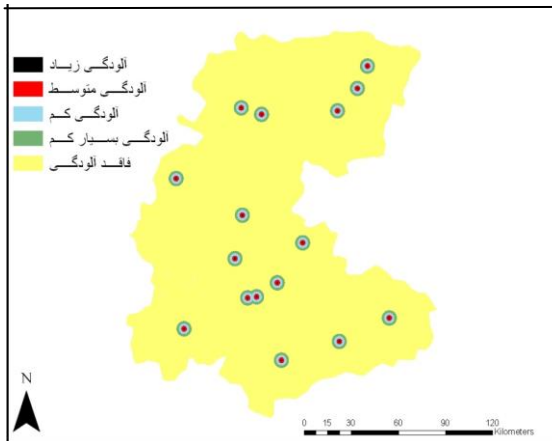 آلودگی زیاد
آلودگی متوسط
آلودگی کم
آلودگی بسیار کم
فاقد آلودگی
N
0 15 30 60 90 120
Kilometers